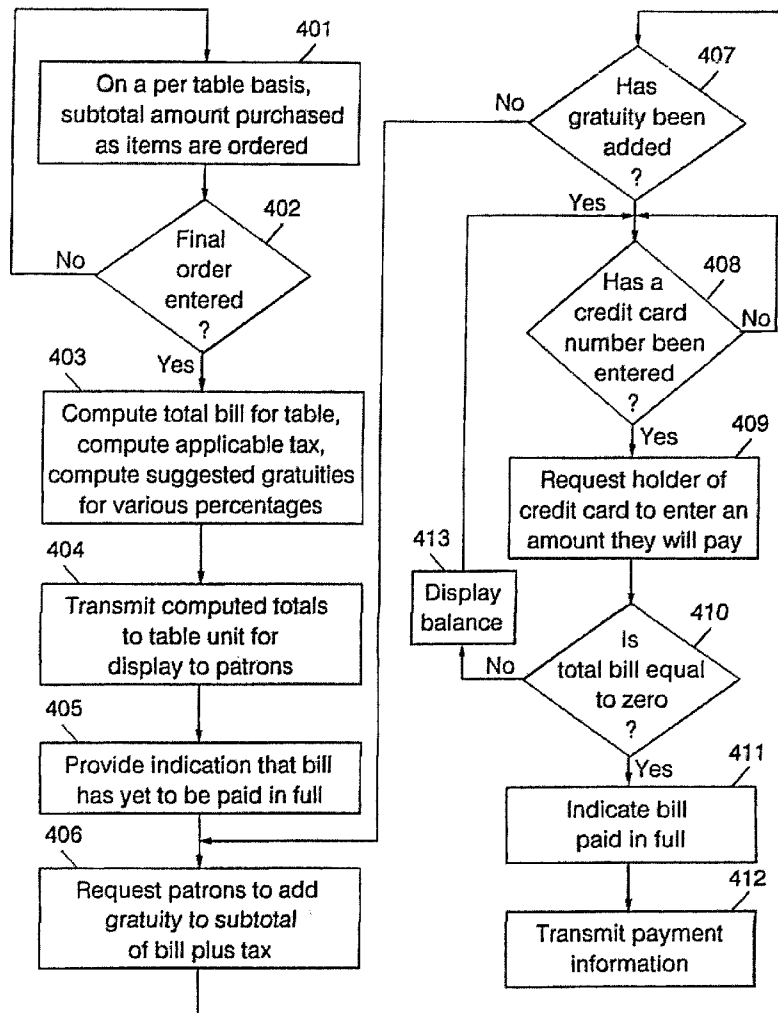 401
On a per table basis,
subtotal amount purchased
as items are ordered
402
Final
order
entered
?
No
Yes
403
Compute total bill for table,
compute applicable tax,
compute suggested gratuities
for various percentages
404
Transmit computed totals
to table unit for
display to patrons
405
Provide indication that bill
has yet to be paid in full
406
Request patrons to add
gratuity to subtotal
of bill plus tax
407
Has
gratuity been
added
?
No
Yes
408
Has a
credit card
number been
entered
?
No
Yes
409
Request holder of
credit card to enter an
amount they will pay
410
Is
total bill equal
to zero
?
No
Yes
413
Display
balance
411
Indicate bill
paid in full
412
Transmit payment
information